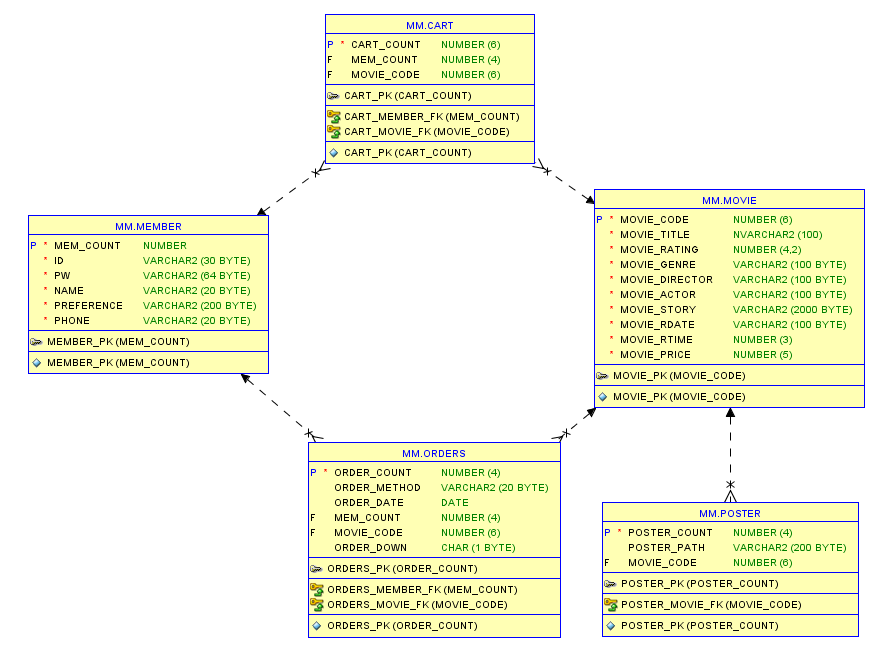 MM.CART
P * CART_COUNT NUMBER (6)
F MEM_COUNT NUMBER (4)
F MOVIE_CODE NUMBER (6)
CART_PK (CART_COUNT)
CART_MEMBER_FK (MEM_COUNT)
CART_MOVIE_FK (MOVIE_CODE)
CART_PK (CART_COUNT)
MM.MEMBER
P * MEM_COUNT NUMBER
* ID VARCHAR2 (30 BYTE)
* PW VARCHAR2 (64 BYTE)
* NAME VARCHAR2 (20 BYTE)
* PREFERENCE VARCHAR2 (200 BYTE)
* PHONE VARCHAR2 (20 BYTE)
MEMBER_PK (MEM_COUNT)
MEMBER_PK (MEM_COUNT)
MM.MOVIE
P * MOVIE_CODE NUMBER (6)
* MOVIE_TITLE NVARCHAR2 (100)
* MOVIE_RATING NUMBER (4,2)
* MOVIE_GENRE VARCHAR2 (100 BYTE)
* MOVIE_DIRECTOR VARCHAR2 (100 BYTE)
* MOVIE_ACTOR VARCHAR2 (100 BYTE)
* MOVIE_STORY VARCHAR2 (2000 BYTE)
* MOVIE_RDATE VARCHAR2 (100 BYTE)
* MOVIE_RTIME NUMBER (3)
* MOVIE_PRICE NUMBER (5)
MOVIE_PK (MOVIE_CODE)
MOVIE_PK (MOVIE_CODE)
MM.ORDERS
P * ORDER_COUNT NUMBER (4)
ORDER_METHOD VARCHAR2 (20 BYTE)
ORDER_DATE DATE
F MEM_COUNT NUMBER (4)
F MOVIE_CODE NUMBER (6)
ORDER_DOWN CHAR (1 BYTE)
ORDERS_PK (ORDER_COUNT)
ORDERS_MEMBER_FK (MEM_COUNT)
ORDERS_MOVIE_FK (MOVIE_CODE)
ORDERS_PK (ORDER_COUNT)
MM.POSTER
P * POSTER_COUNT NUMBER (4)
POSTER_PATH VARCHAR2 (200 BYTE)
F MOVIE_CODE NUMBER (6)
POSTER_PK (POSTER_COUNT)
POSTER_MOVIE_FK (MOVIE_CODE)
POSTER_PK (POSTER_COUNT)